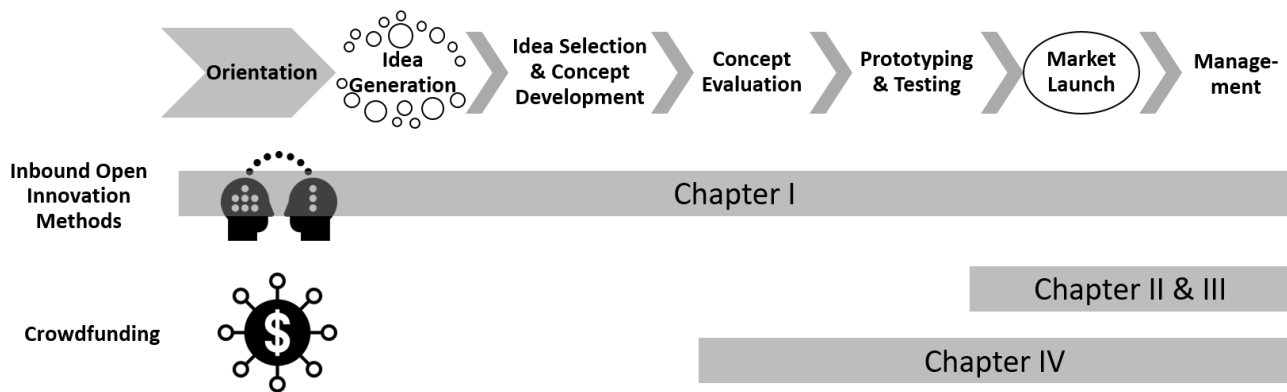 Orientation
Idea
Generation
Idea Selection
& Concept
Development
Concept
Evaluation
Prototyping
& Testing
Market
Launch
Manage-
ment
Inbound Open
Innovation
Methods
Chapter I
Chapter II & III
Crowdfunding
$
Chapter IV